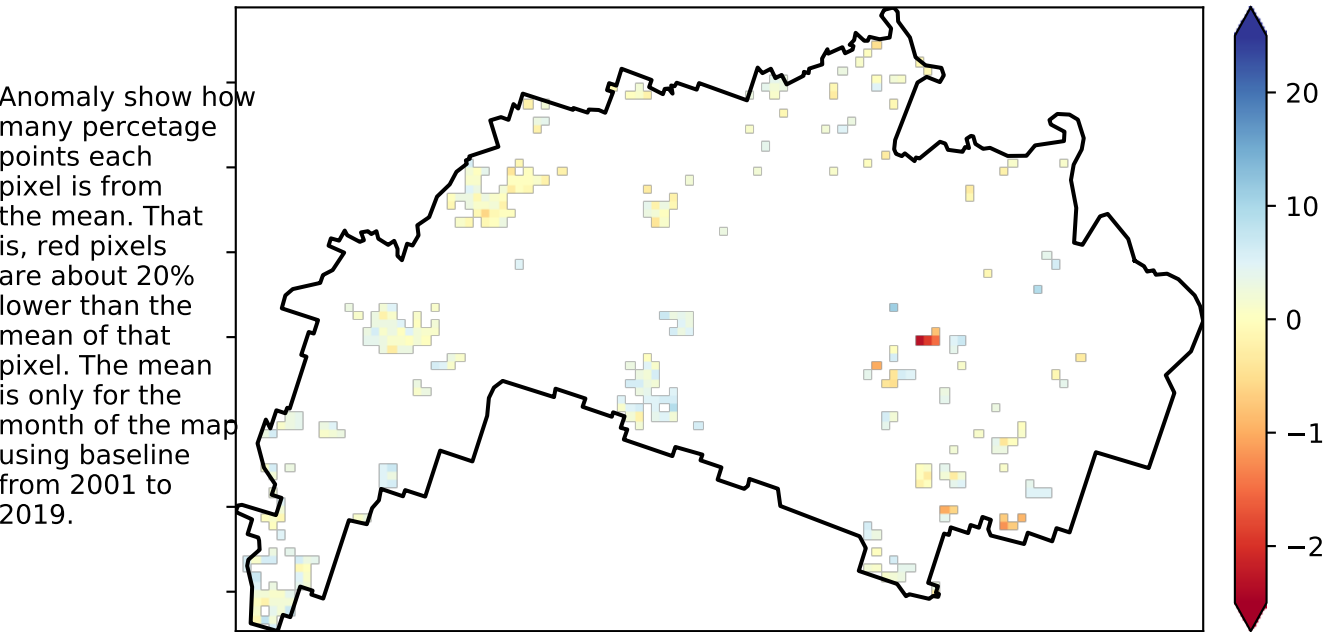 Anomaly show how
many percetage
points each
pixel is from
the mean. That
is, red pixels
are about 20%
lower than the
mean of that
pixel. The mean
is only for the
month of the map
using baseline
from 2001 to
2019.
20
10
0
−1
−2